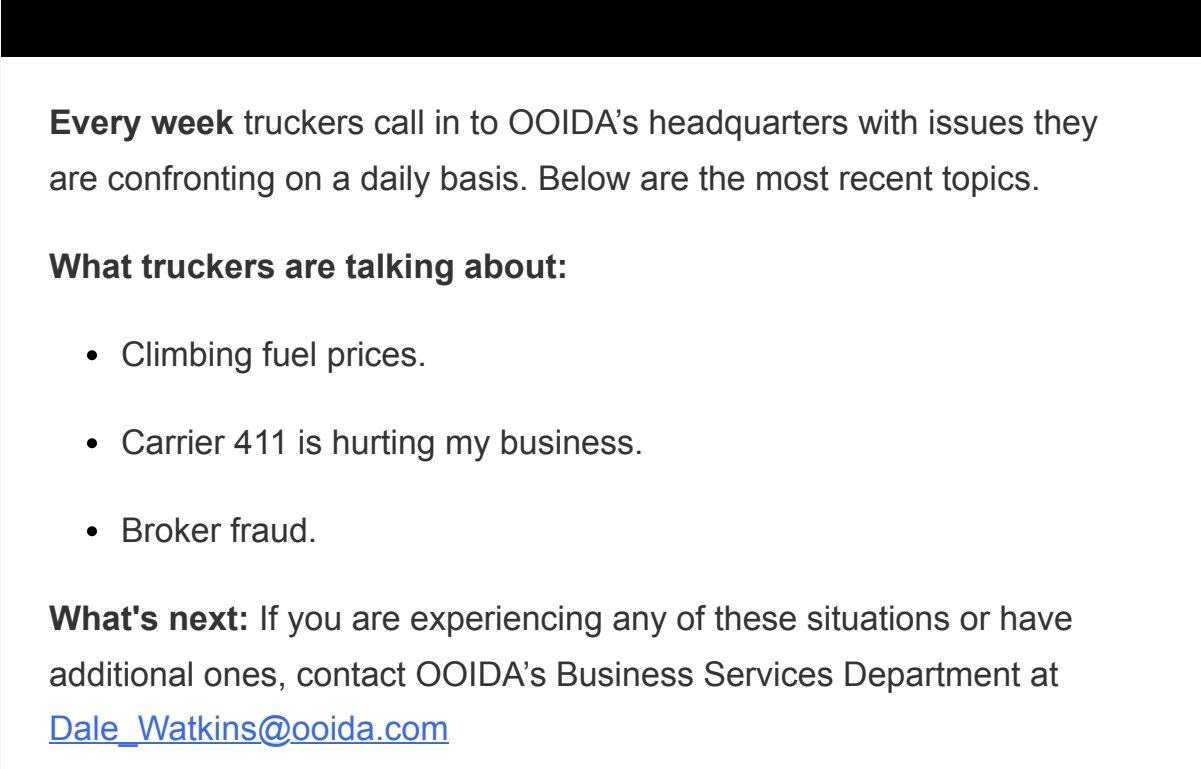 Every week truckers call in to OOIDA’s headquarters with issues they
are confronting on a daily basis. Below are the most recent topics.
What truckers are talking about:
• Climbing fuel prices.
• Carrier 411 is hurting my business.
• Broker fraud.
What's next: If you are experiencing any of these situations or have
additional ones, contact OOIDA’s Business Services Department at
Dale_Watkins@ooida.com